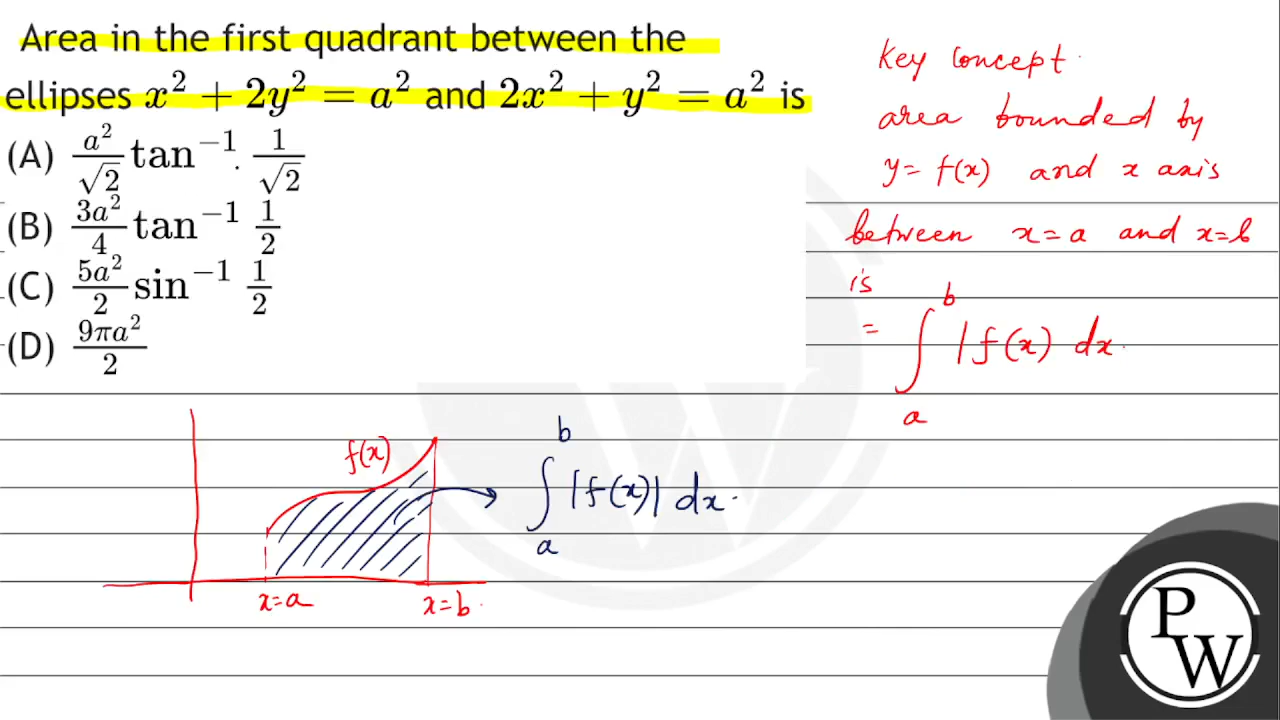 Area in the first quadrant between the
ellipses x² + 2y² = a² and 2x² + y² = a² is
(A) a²/√2 tan⁻¹ 1/√2
(B) 3a²/4 tan⁻¹ 1/2
(C) 5a²/2 sin⁻¹ 1/2
(D) 9πa²/2
Key concept
area bounded by
y = f(x) and x axis
between x=a and x=b
is
= ∫ₐᵇ |f(x) dx.
f(x)
x=a
x=b.
∫ₐᵇ |f(x)| dx.
PW